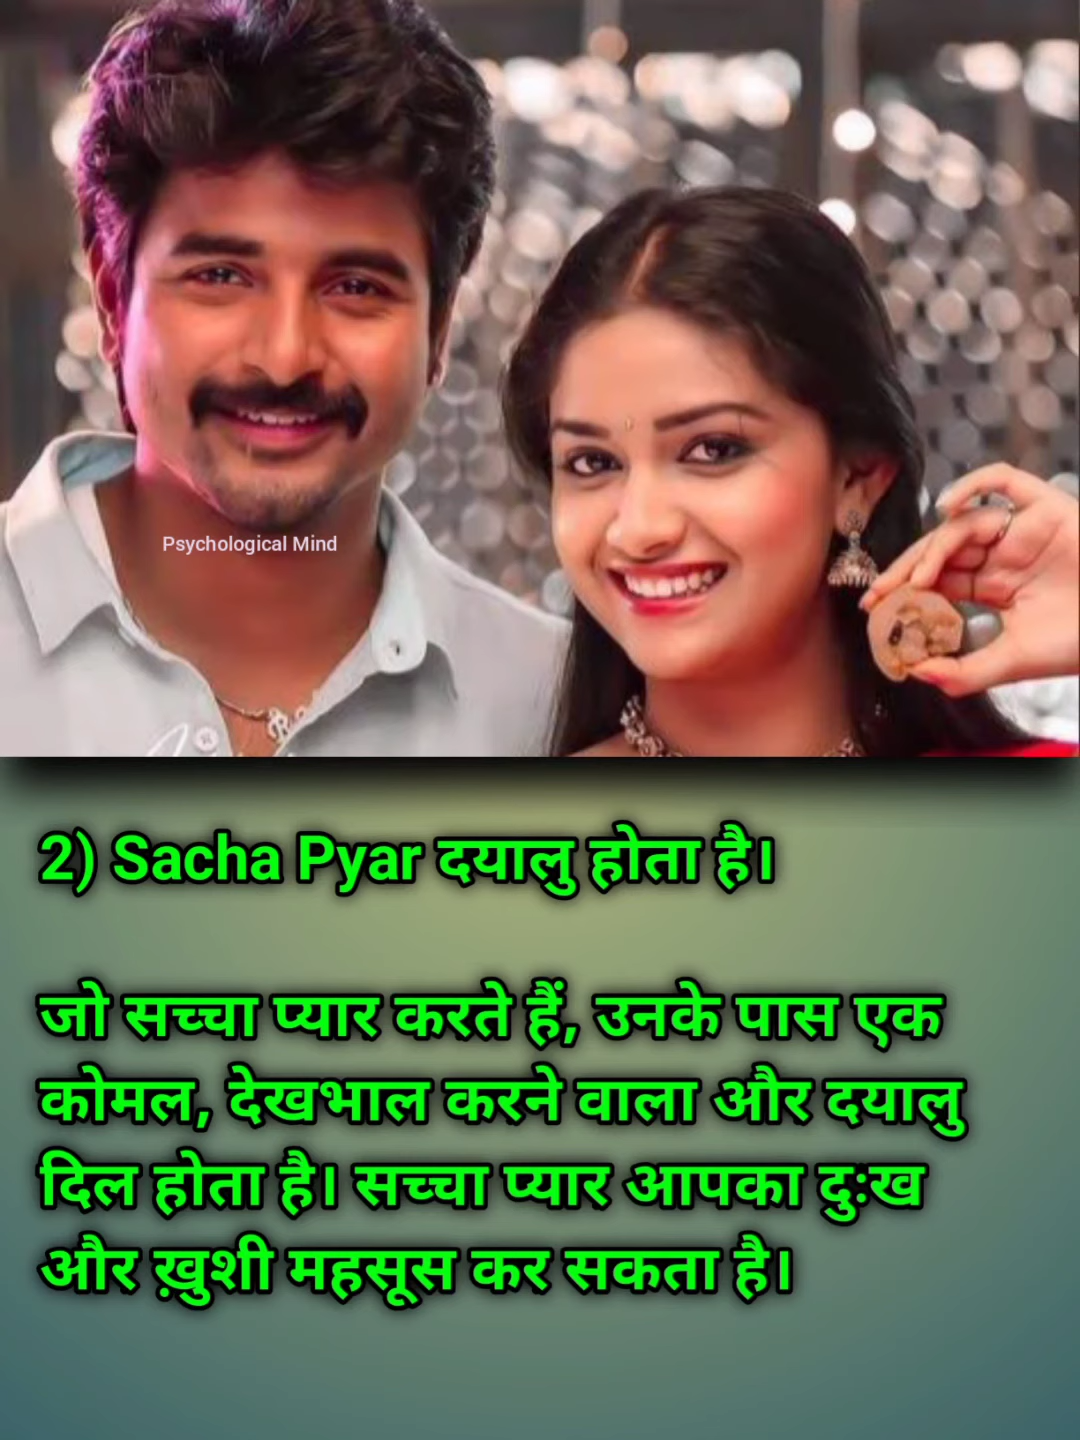 Psychological Mind
2) Sacha Pyar दयालु होता है।
जो सच्चा प्यार करते हैं, उनके पास एक
कोमल, देखभाल करने वाला और दयालु
दिल होता है। सच्चा प्यार आपका दुःख
और ख़ुशी महसूस कर सकता है।